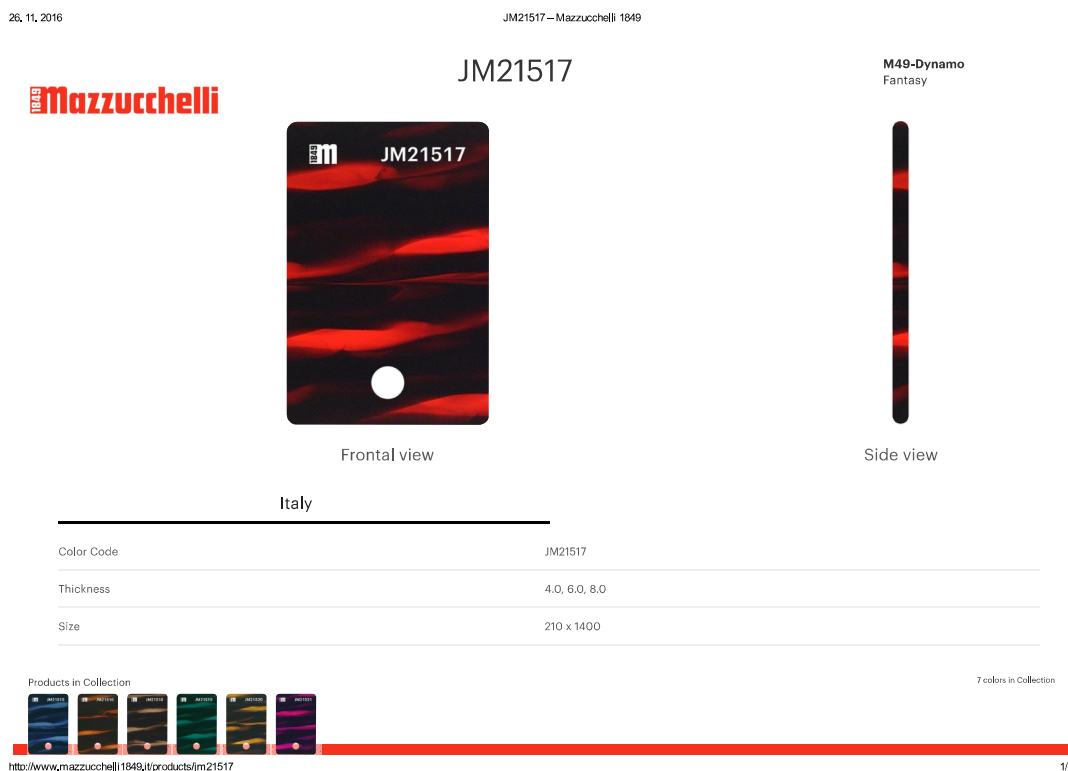 26. 11. 2016
JM21517 – Mazzucchelli 1849
JM21517
M49-Dynamo
Fantasy
1849 Mazzucchelli
1849 m JM21517
Frontal view
Side view
Italy
Color Code JM21517
Thickness 4.0, 6.0, 8.0
Size 210 x 1400
Products in Collection
7 colors in Collection
http://www.mazzucchelli1849.it/products/jm21517
1/